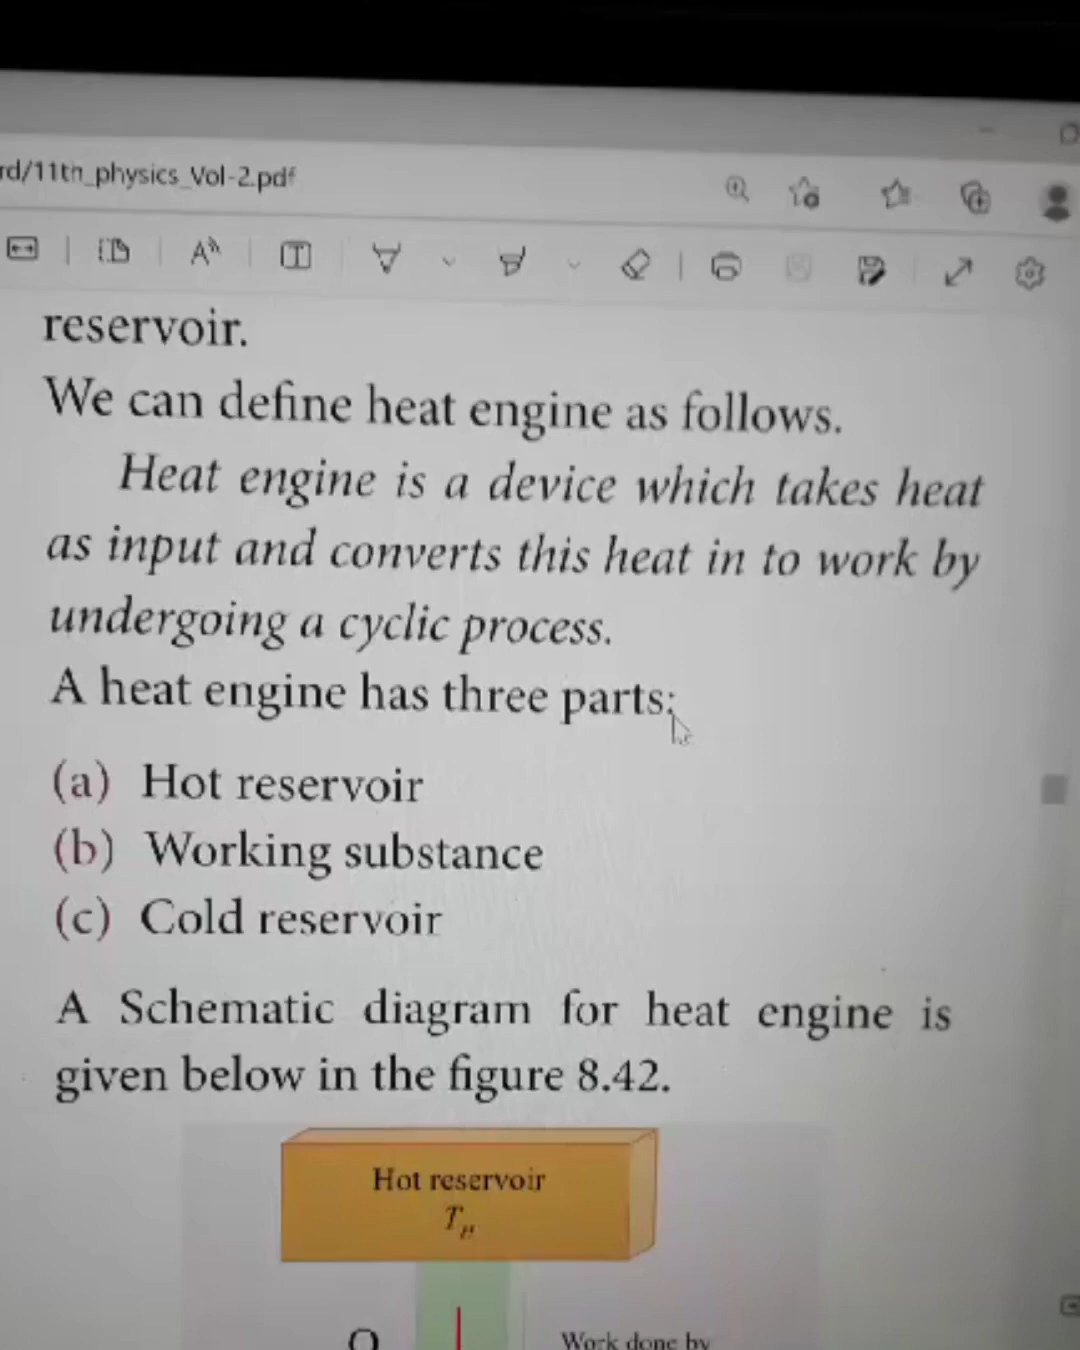 rd/11th_physics_Vol-2.pdf
reservoir.
We can define heat engine as follows.
Heat engine is a device which takes heat
as input and converts this heat in to work by
undergoing a cyclic process.
A heat engine has three parts:
(a) Hot reservoir
(b) Working substance
(c) Cold reservoir
A Schematic diagram for heat engine is
given below in the figure 8.42.
Hot reservoir
T_H
Q
Work done by